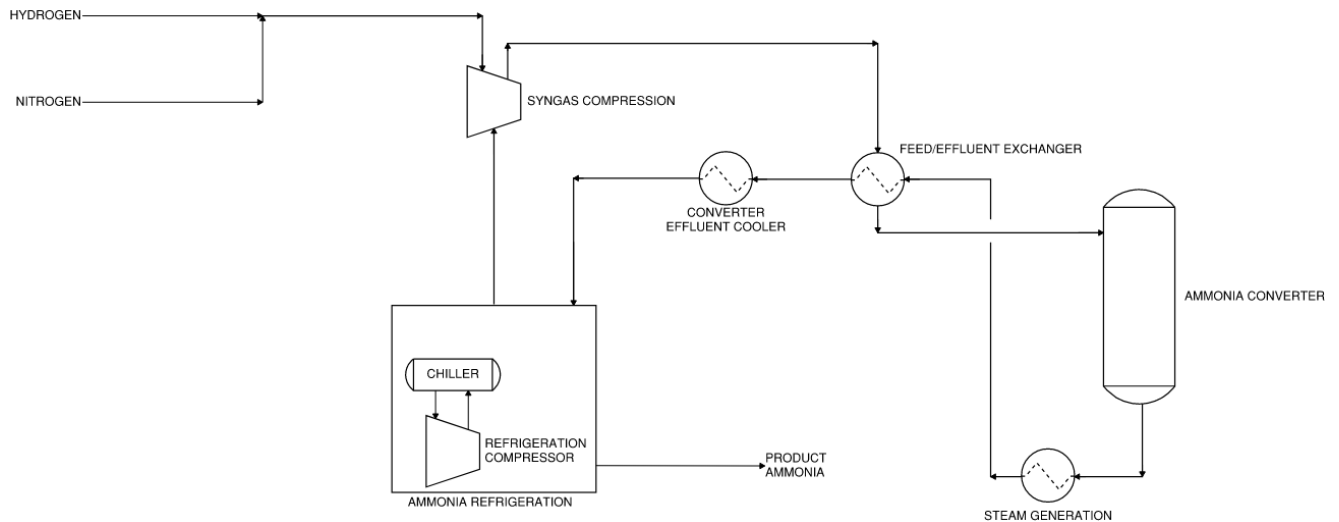 HYDROGEN
NITROGEN
SYNGAS COMPRESSION
FEED/EFFLUENT EXCHANGER
CONVERTER
EFFLUENT COOLER
AMMONIA CONVERTER
CHILLER
REFRIGERATION
COMPRESSOR
PRODUCT
AMMONIA
AMMONIA REFRIGERATION
STEAM GENERATION